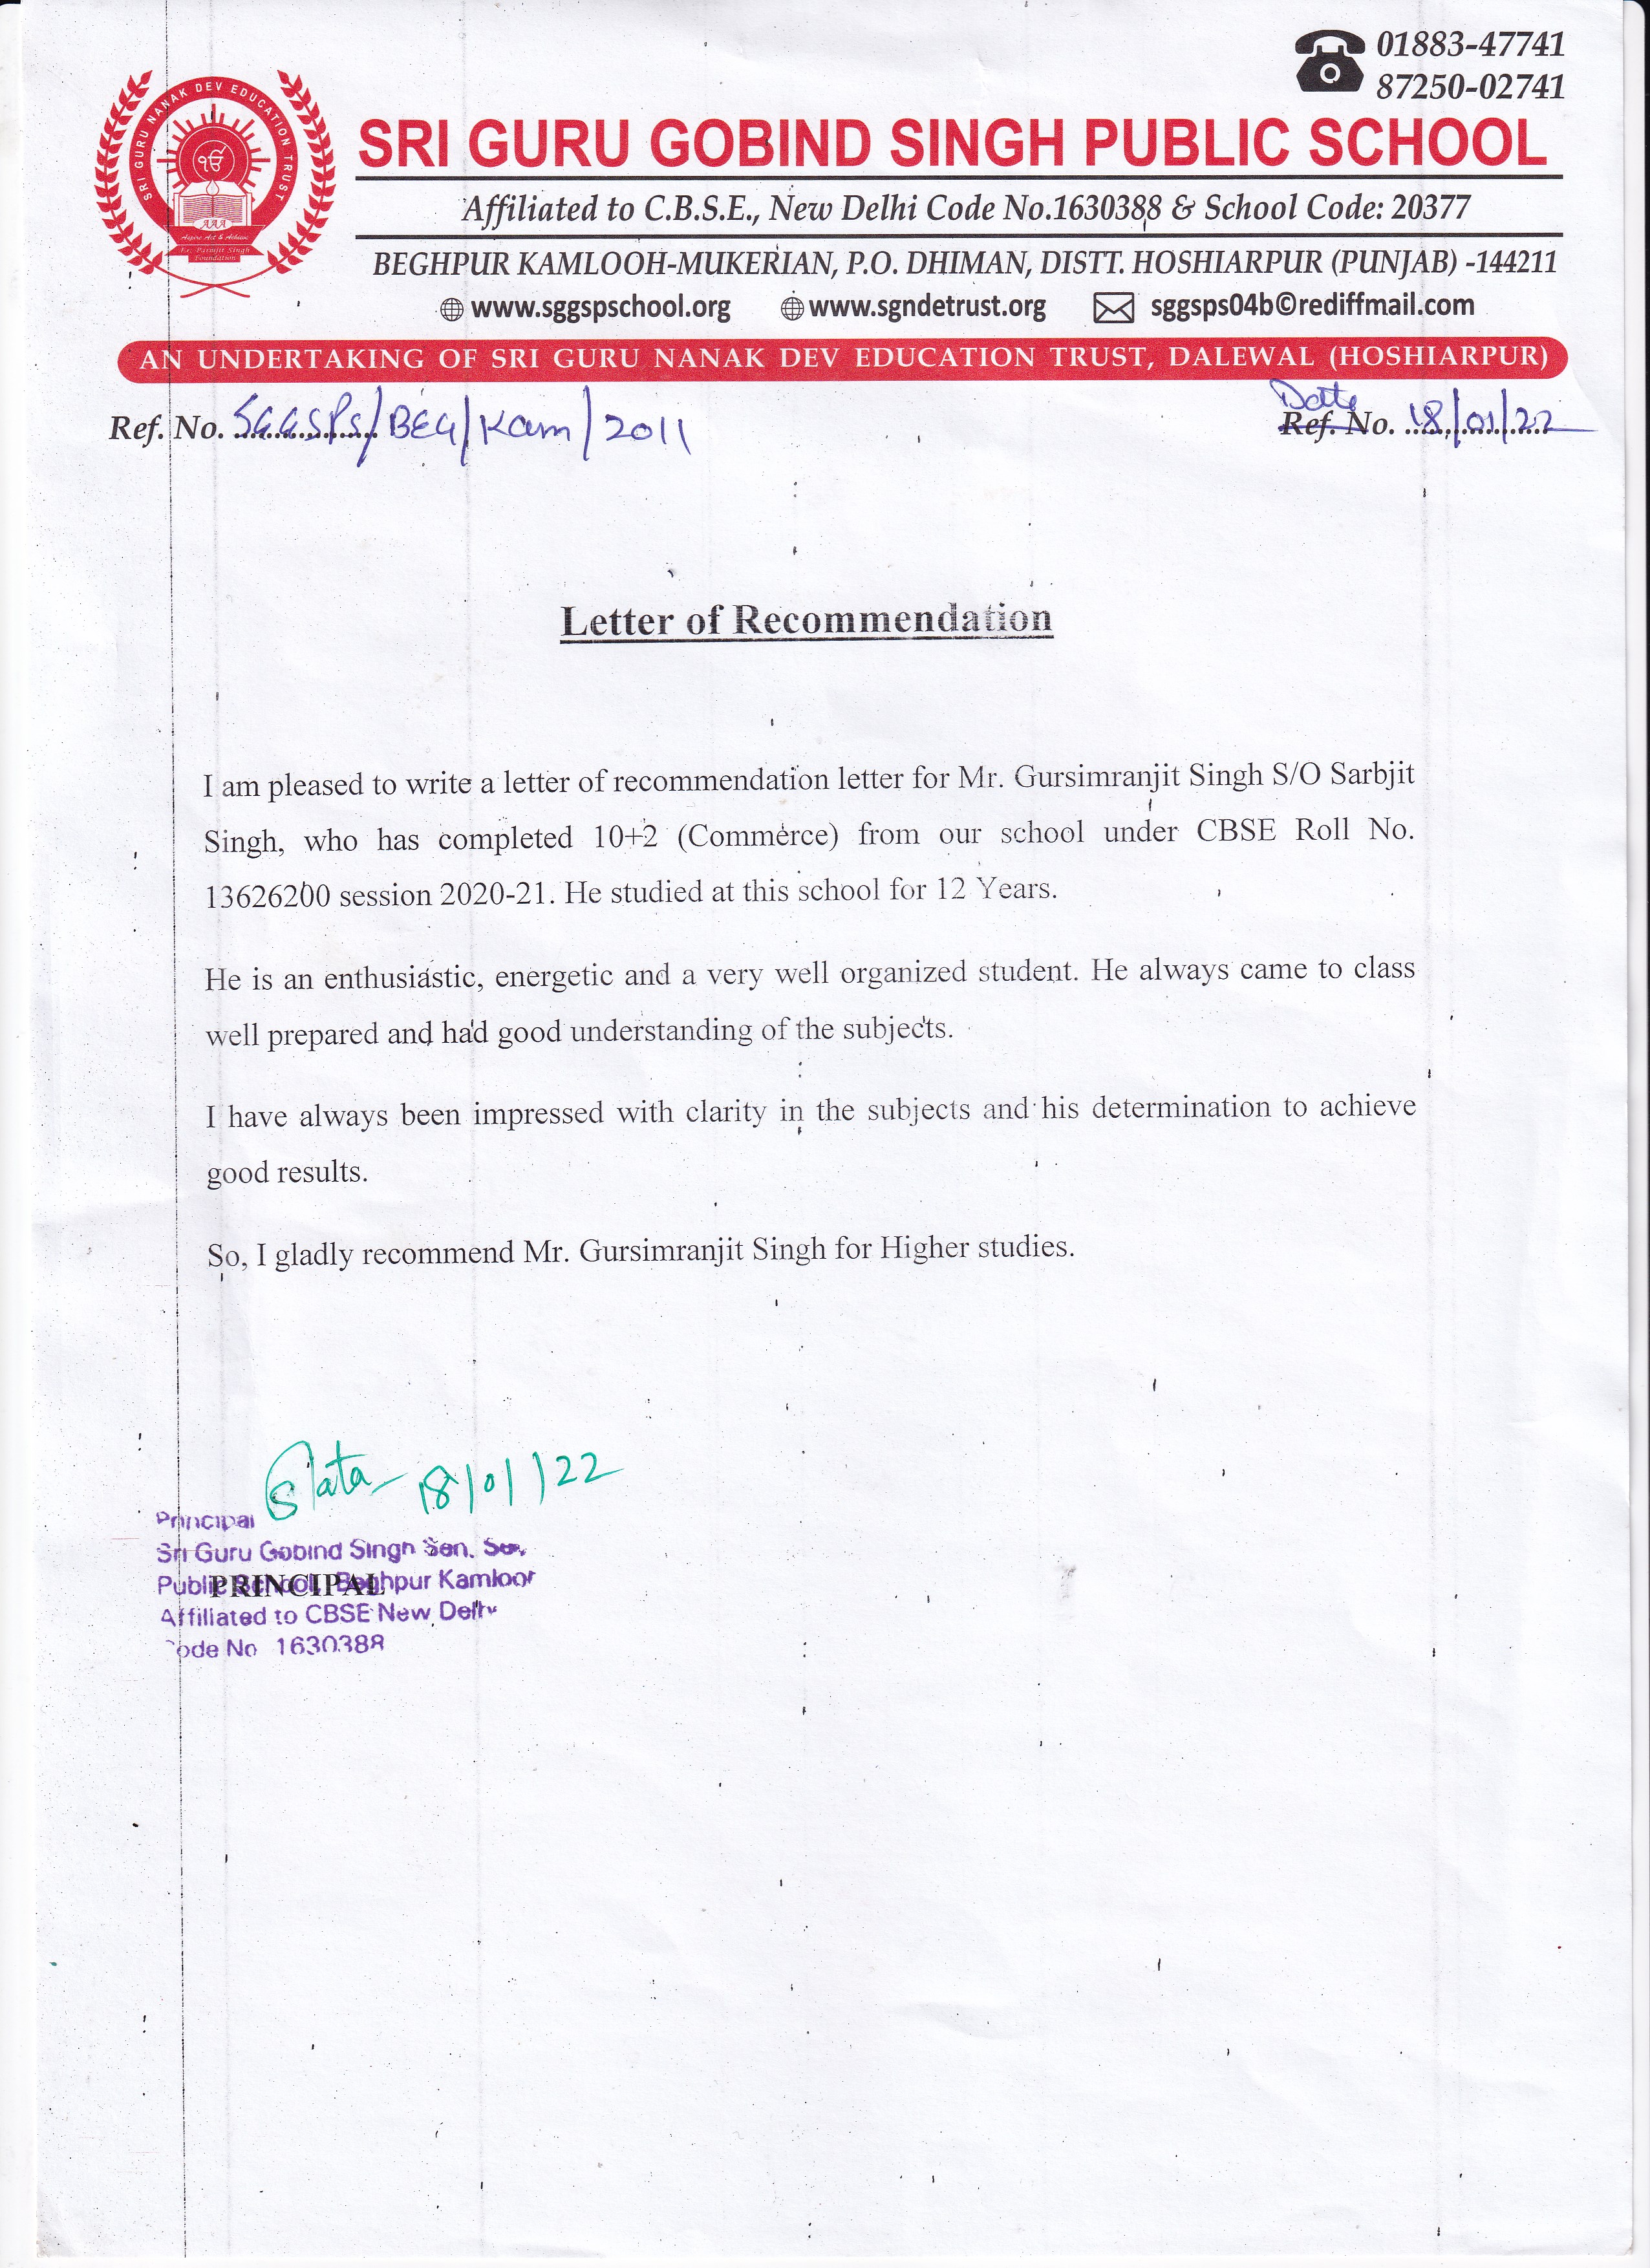 01883-47741
87250-02741
SRI GURU NANAK DEV EDUCATION TRUST
ੴ
AAA
Aspire Act & Achieve
Er. Paramjit Singh
Foundation
SRI GURU GOBIND SINGH PUBLIC SCHOOL
Affiliated to C.B.S.E., New Delhi Code No.1630388 & School Code: 20377
BEGHPUR KAMLOOH-MUKERIAN, P.O. DHIMAN, DISTT. HOSHIARPUR (PUNJAB) -144211
www.sggspschool.org www.sgndetrust.org sggsps04b©rediffmail.com
AN UNDERTAKING OF SRI GURU NANAK DEV EDUCATION TRUST, DALEWAL (HOSHIARPUR)
Date
Ref. No. SGGSPS/BEG/Kam/2011 Ref. No. 18/01/22
Letter of Recommendation
I am pleased to write a letter of recommendation letter for Mr. Gursimranjit Singh S/O Sarbjit
Singh, who has completed 10+2 (Commerce) from our school under CBSE Roll No.
13626200 session 2020-21. He studied at this school for 12 Years.
He is an enthusiastic, energetic and a very well organized student. He always came to class
well prepared and had good understanding of the subjects.
I have always been impressed with clarity in the subjects and his determination to achieve
good results.
So, I gladly recommend Mr. Gursimranjit Singh for Higher studies.
18/01/22
Principal
Sri Guru Gobind Singh Sen. Sec.
Public School, Beghpur Kamlooh
PRINCIPAL
Affiliated to CBSE New Delhi
Code No 1630388